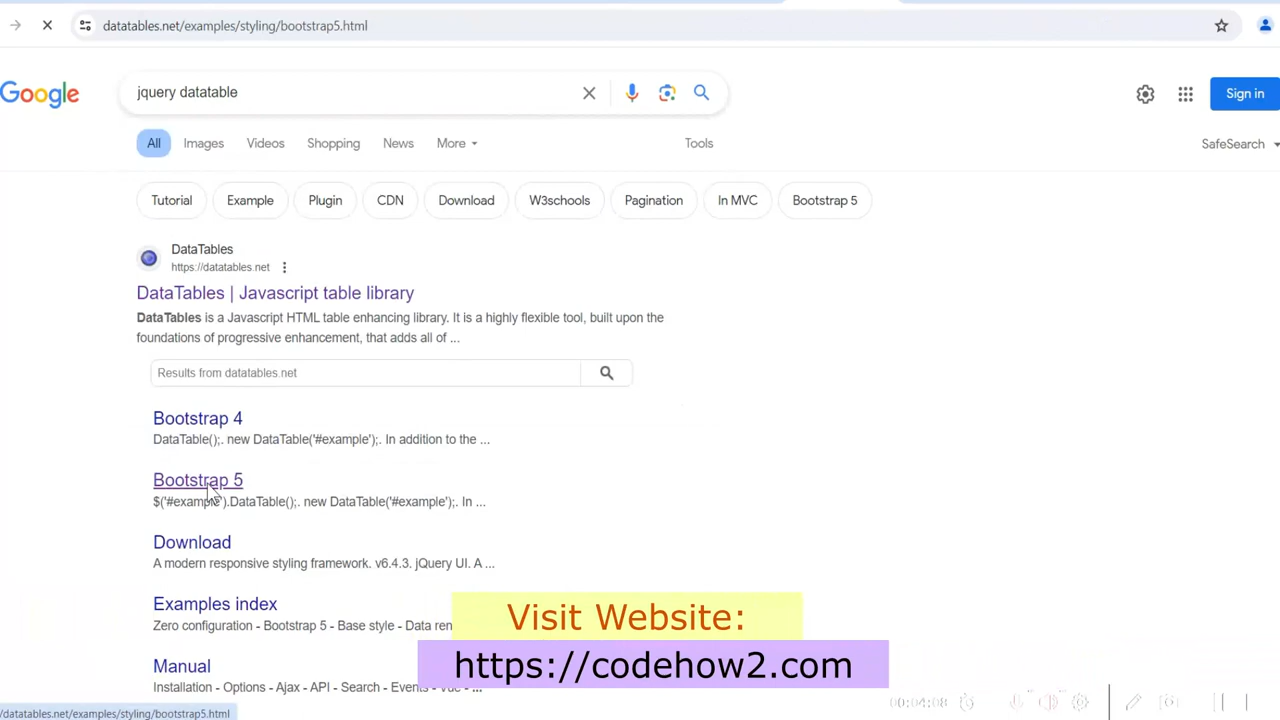 datatables.net/examples/styling/bootstrap5.html
Google
jquery datatable
Sign in
All Images Videos Shopping News More Tools SafeSearch
Tutorial Example Plugin CDN Download W3schools Pagination In MVC Bootstrap 5
DataTables
https://datatables.net
DataTables | Javascript table library
DataTables is a Javascript HTML table enhancing library. It is a highly flexible tool, built upon the
foundations of progressive enhancement, that adds all of ...
Results from datatables.net
Bootstrap 4
DataTable();. new DataTable('#example');. In addition to the ...
Bootstrap 5
$('#example').DataTable();. new DataTable('#example');. In ...
Download
A modern responsive styling framework. v6.4.3. jQuery UI. A ...
Examples index
Zero configuration - Bootstrap 5 - Base style - Data ren
Manual
Installation - Options - Ajax - API - Search - Events - Vue - ...
Visit Website:
https://codehow2.com
00:04:08
/datatables.net/examples/styling/bootstrap5.html